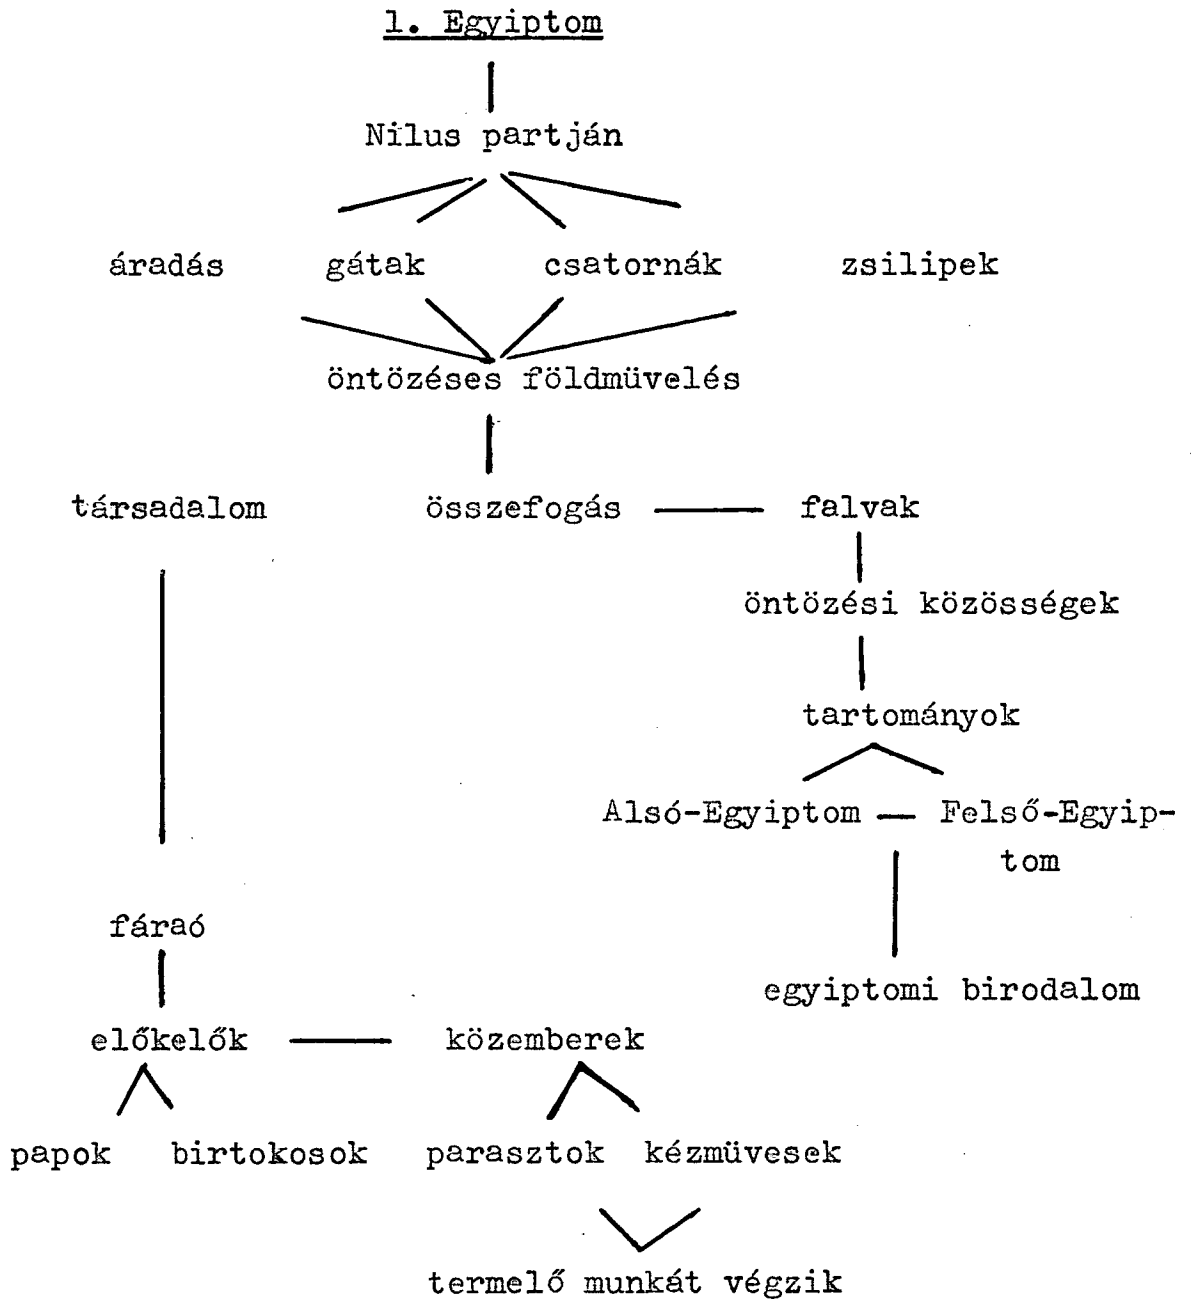 1. Egyiptom
Nilus partján
áradás gátak csatornák zsilipek
öntözéses földmüvelés
társadalom összefogás falvak
öntözési közösségek
tartományok
Alsó-Egyiptom — Felső-Egyip-
tom
fáraó
egyiptomi birodalom
előkelők közemberek
papok birtokosok parasztok kézmüvesek
termelő munkát végzik